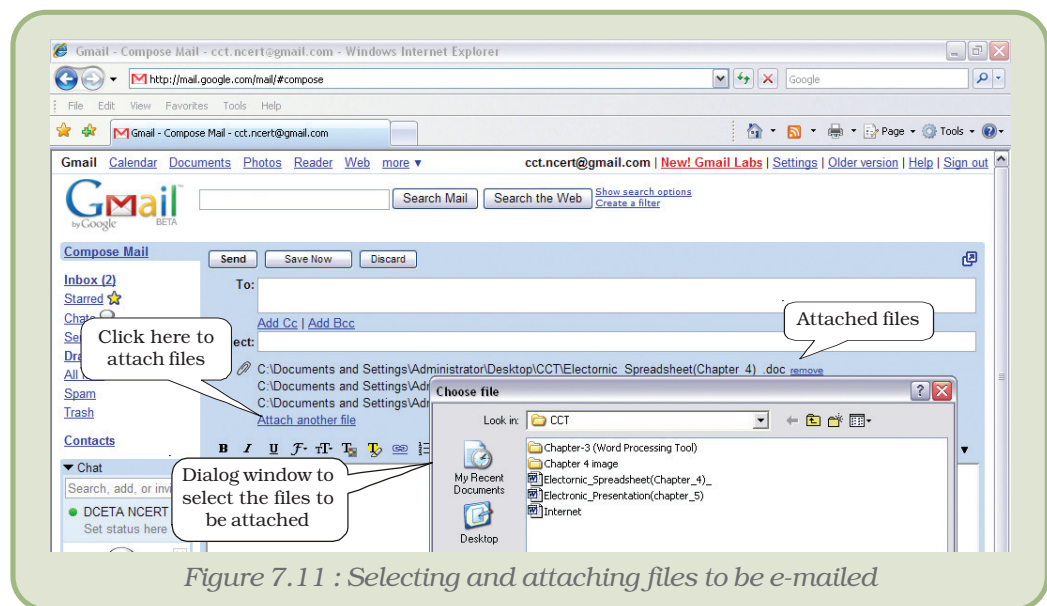 Gmail - Compose Mail - cct.ncert@gmail.com - Windows Internet Explorer
http://mail.google.com/mail/#compose
Google
File Edit View Favorites Tools Help
Gmail - Compose Mail - cct.ncert@gmail.com
Page Tools
Gmail Calendar Documents Photos Reader Web more
cct.ncert@gmail.com | New! Gmail Labs | Settings | Older version | Help | Sign out
Gmail
by Google BETA
Search Mail Search the Web
Show search options
Create a filter
Compose Mail
Send Save Now Discard
Inbox (2)
To:
Starred
Add Cc | Add Bcc
Attached files
Click here to
attach files
ect:
C:\Documents and Settings\Administrator\Desktop\CCT\Electornic Spreadsheet(Chapter 4) .doc remove
C:\Documents and Settings\Adr
C:\Documents and Settings\Adr
Attach another file
Spam
Trash
Contacts
Chat
Search, add, or invi
DCETA NCERT
Set status here
B I U
Choose file
Look in: CCT
My Recent
Documents
Desktop
Chapter-3 (Word Processing Tool)
Chapter 4 image
Electornic_Spreadsheet(Chapter_4)_
Electronic_Presentation(chapter_5)
Internet
Dialog window to
select the files to
be attached
Figure 7.11 : Selecting and attaching files to be e-mailed